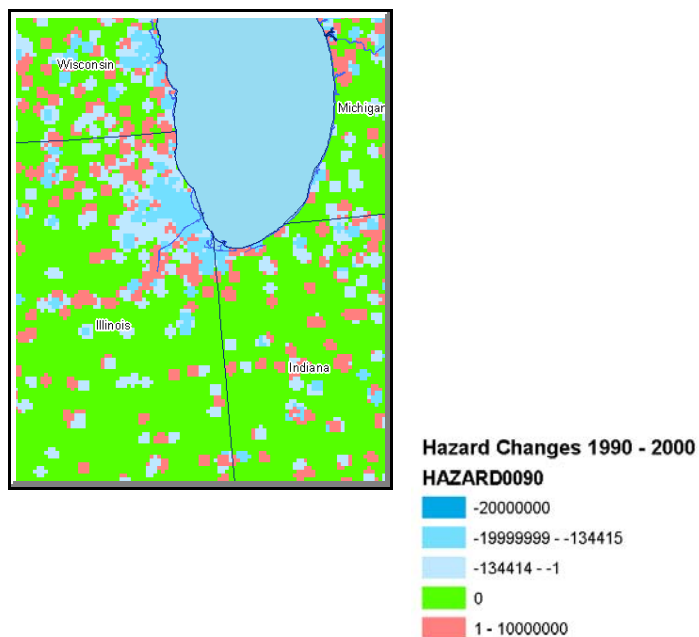 Wisconsin
Michigan
Illinois
Indiana
Hazard Changes 1990 - 2000
HAZARD0090
-20000000
-19999999 - -134415
-134414 - -1
0
1 - 10000000